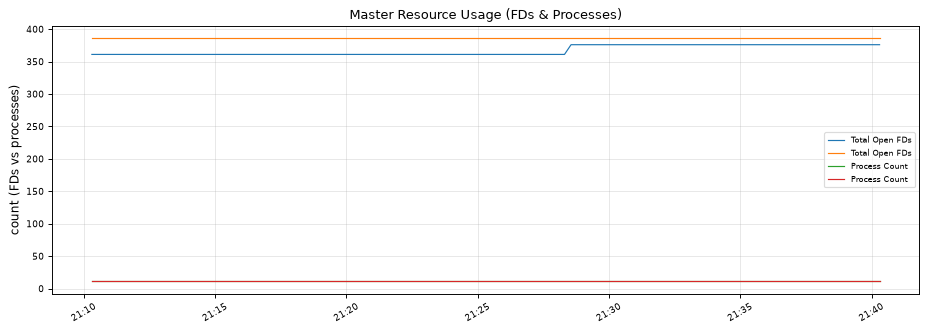 Master Resource Usage (FDs & Processes)
count (FDs vs processes)
400
350
300
250
200
150
100
50
0
Total Open FDs
Total Open FDs
Process Count
Process Count
21:10
21:15
21:20
21:25
21:30
21:35
21:40